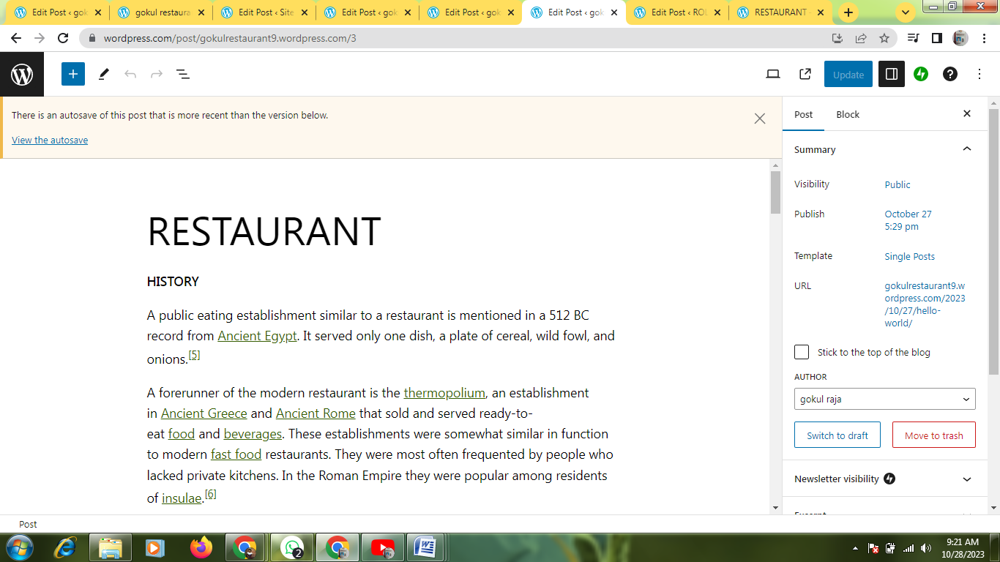 Edit Post ‹ gok
gokul restaura
Edit Post ‹ Site
Edit Post ‹ gok
Edit Post ‹ gok
Edit Post ‹ gok
Edit Post ‹ ROL
RESTAURANT
wordpress.com/post/gokulrestaurant9.wordpress.com/3
Update
There is an autosave of this post that is more recent than the version below.
View the autosave
RESTAURANT
HISTORY
A public eating establishment similar to a restaurant is mentioned in a 512 BC
record from Ancient Egypt. It served only one dish, a plate of cereal, wild fowl, and
onions.[5]
A forerunner of the modern restaurant is the thermopolium, an establishment
in Ancient Greece and Ancient Rome that sold and served ready-to-
eat food and beverages. These establishments were somewhat similar in function
to modern fast food restaurants. They were most often frequented by people who
lacked private kitchens. In the Roman Empire they were popular among residents
of insulae.[6]
Post
Block
Summary
Visibility
Public
Publish
October 27
5:29 pm
Template
Single Posts
URL
gokulrestaurant9.w
ordpress.com/2023
/10/27/hello-
world/
Stick to the top of the blog
AUTHOR
gokul raja
Switch to draft
Move to trash
Newsletter visibility
Excerpt
Post
2
9:21 AM
10/28/2023